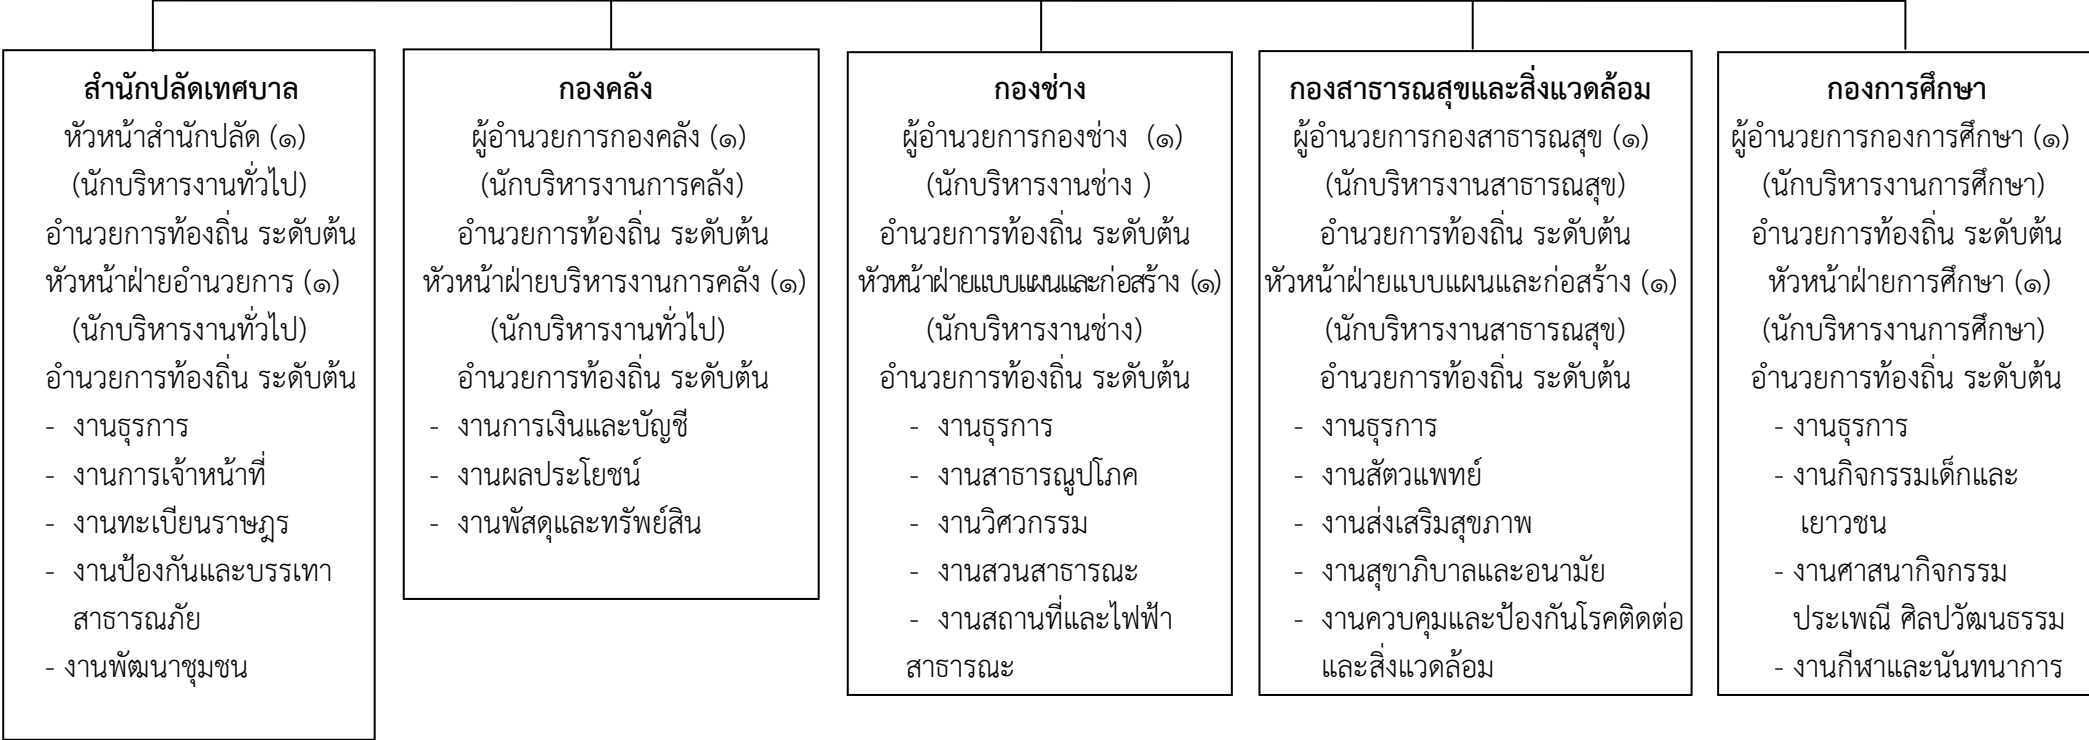 สำนักปลัดเทศบาล
หัวหน้าสำนักปลัด (๑)
(นักบริหารงานทั่วไป)
อำนวยการท้องถิ่น ระดับต้น
หัวหน้าฝ่ายอำนวยการ (๑)
(นักบริหารงานทั่วไป)
อำนวยการท้องถิ่น ระดับต้น
- งานธุรการ
- งานการเจ้าหน้าที่
- งานทะเบียนราษฎร
- งานป้องกันและบรรเทา
สาธารณภัย
- งานพัฒนาชุมชน
กองคลัง
ผู้อำนวยการกองคลัง (๑)
(นักบริหารงานการคลัง)
อำนวยการท้องถิ่น ระดับต้น
หัวหน้าฝ่ายบริหารงานการคลัง (๑)
(นักบริหารงานทั่วไป)
อำนวยการท้องถิ่น ระดับต้น
- งานการเงินและบัญชี
- งานผลประโยชน์
- งานพัสดุและทรัพย์สิน
กองช่าง
ผู้อำนวยการกองช่าง (๑)
(นักบริหารงานช่าง )
อำนวยการท้องถิ่น ระดับต้น
หัวหน้าฝ่ายแบบแผนและก่อสร้าง (๑)
(นักบริหารงานช่าง)
อำนวยการท้องถิ่น ระดับต้น
- งานธุรการ
- งานสาธารณูปโภค
- งานวิศวกรรม
- งานสวนสาธารณะ
- งานสถานที่และไฟฟ้า
สาธารณะ
กองสาธารณสุขและสิ่งแวดล้อม
ผู้อำนวยการกองสาธารณสุข (๑)
(นักบริหารงานสาธารณสุข)
อำนวยการท้องถิ่น ระดับต้น
หัวหน้าฝ่ายแบบแผนและก่อสร้าง (๑)
(นักบริหารงานสาธารณสุข)
อำนวยการท้องถิ่น ระดับต้น
- งานธุรการ
- งานสัตวแพทย์
- งานส่งเสริมสุขภาพ
- งานสุขาภิบาลและอนามัย
- งานควบคุมและป้องกันโรคติดต่อ
และสิ่งแวดล้อม
กองการศึกษา
ผู้อำนวยการกองการศึกษา (๑)
(นักบริหารงานการศึกษา)
อำนวยการท้องถิ่น ระดับต้น
หัวหน้าฝ่ายการศึกษา (๑)
(นักบริหารงานการศึกษา)
อำนวยการท้องถิ่น ระดับต้น
- งานธุรการ
- งานกิจกรรมเด็กและ
เยาวชน
- งานศาสนากิจกรรม
ประเพณี ศิลปวัฒนธรรม
- งานกีฬาและนันทนาการ